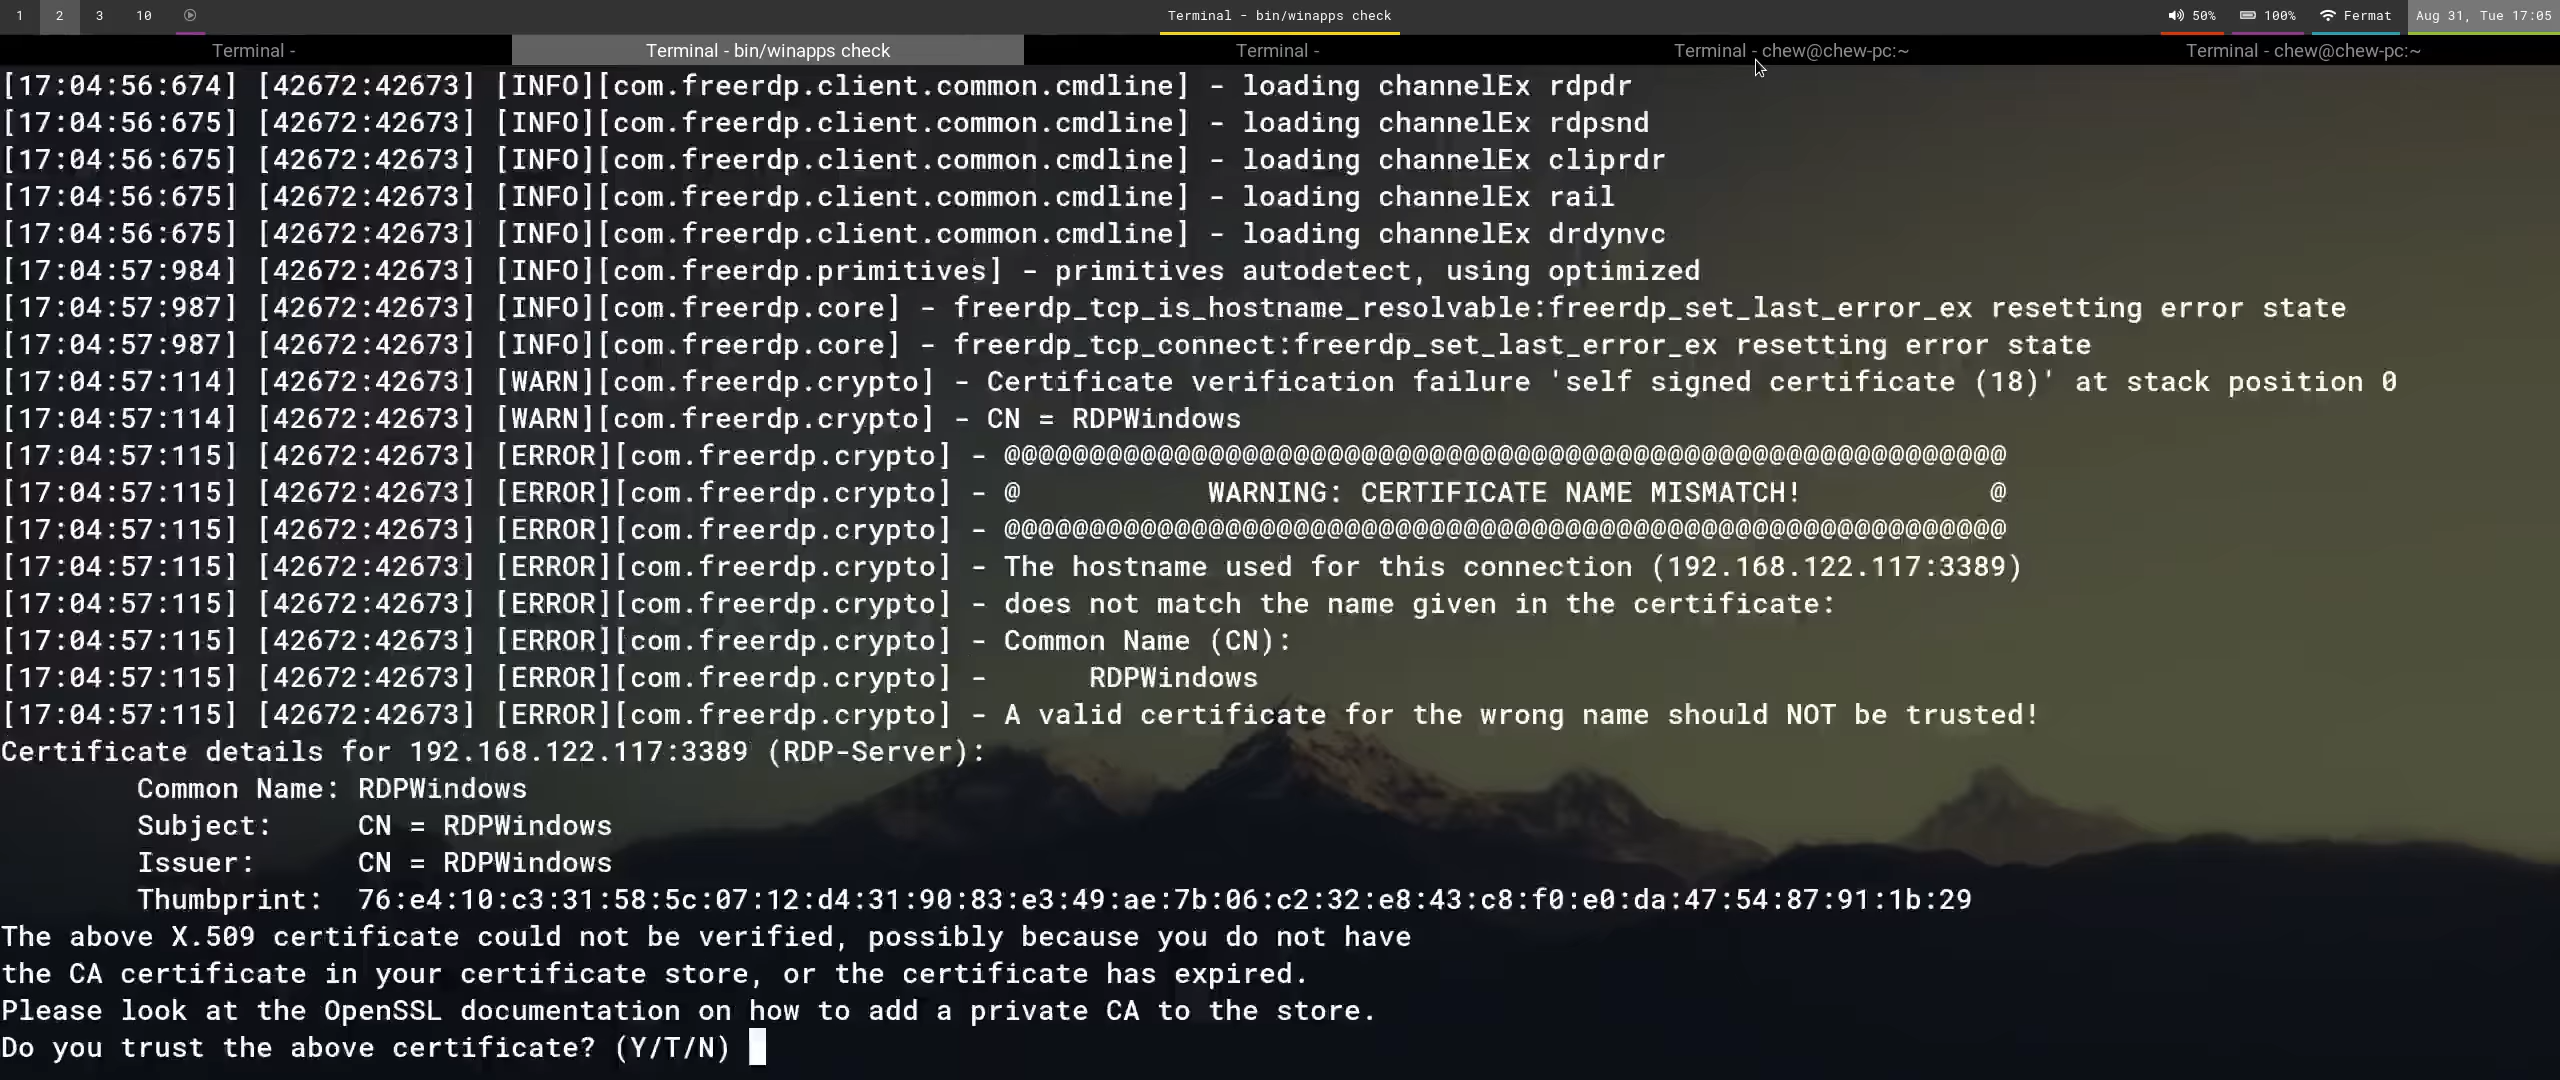 1 2 3 10 Terminal - bin/winapps check 50% 100% Fermat Aug 31, Tue 17:05
Terminal - Terminal - bin/winapps check Terminal - Terminal - chew@chew-pc:~ Terminal - chew@chew-pc:~
[17:04:56:674] [42672:42673] [INFO][com.freerdp.client.common.cmdline] - loading channelEx rdpdr
[17:04:56:675] [42672:42673] [INFO][com.freerdp.client.common.cmdline] - loading channelEx rdpsnd
[17:04:56:675] [42672:42673] [INFO][com.freerdp.client.common.cmdline] - loading channelEx cliprdr
[17:04:56:675] [42672:42673] [INFO][com.freerdp.client.common.cmdline] - loading channelEx rail
[17:04:56:675] [42672:42673] [INFO][com.freerdp.client.common.cmdline] - loading channelEx drdynvc
[17:04:57:984] [42672:42673] [INFO][com.freerdp.primitives] - primitives autodetect, using optimized
[17:04:57:987] [42672:42673] [INFO][com.freerdp.core] - freerdp_tcp_is_hostname_resolvable:freerdp_set_last_error_ex resetting error state
[17:04:57:987] [42672:42673] [INFO][com.freerdp.core] - freerdp_tcp_connect:freerdp_set_last_error_ex resetting error state
[17:04:57:114] [42672:42673] [WARN][com.freerdp.crypto] - Certificate verification failure 'self signed certificate (18)' at stack position 0
[17:04:57:114] [42672:42673] [WARN][com.freerdp.crypto] - CN = RDPWindows
[17:04:57:115] [42672:42673] [ERROR][com.freerdp.crypto] - @@@@@@@@@@@@@@@@@@@@@@@@@@@@@@@@@@@@@@@@@@@@@@@@@@@@@@@@@@@
[17:04:57:115] [42672:42673] [ERROR][com.freerdp.crypto] - @           WARNING: CERTIFICATE NAME MISMATCH!           @
[17:04:57:115] [42672:42673] [ERROR][com.freerdp.crypto] - @@@@@@@@@@@@@@@@@@@@@@@@@@@@@@@@@@@@@@@@@@@@@@@@@@@@@@@@@@@
[17:04:57:115] [42672:42673] [ERROR][com.freerdp.crypto] - The hostname used for this connection (192.168.122.117:3389)
[17:04:57:115] [42672:42673] [ERROR][com.freerdp.crypto] - does not match the name given in the certificate:
[17:04:57:115] [42672:42673] [ERROR][com.freerdp.crypto] - Common Name (CN):
[17:04:57:115] [42672:42673] [ERROR][com.freerdp.crypto] -      RDPWindows
[17:04:57:115] [42672:42673] [ERROR][com.freerdp.crypto] - A valid certificate for the wrong name should NOT be trusted!
Certificate details for 192.168.122.117:3389 (RDP-Server):
        Common Name: RDPWindows
        Subject:     CN = RDPWindows
        Issuer:      CN = RDPWindows
        Thumbprint:  76:e4:10:c3:31:58:5c:07:12:d4:31:90:83:e3:49:ae:7b:06:c2:32:e8:43:c8:f0:e0:da:47:54:87:91:1b:29
The above X.509 certificate could not be verified, possibly because you do not have
the CA certificate in your certificate store, or the certificate has expired.
Please look at the OpenSSL documentation on how to add a private CA to the store.
Do you trust the above certificate? (Y/T/N)